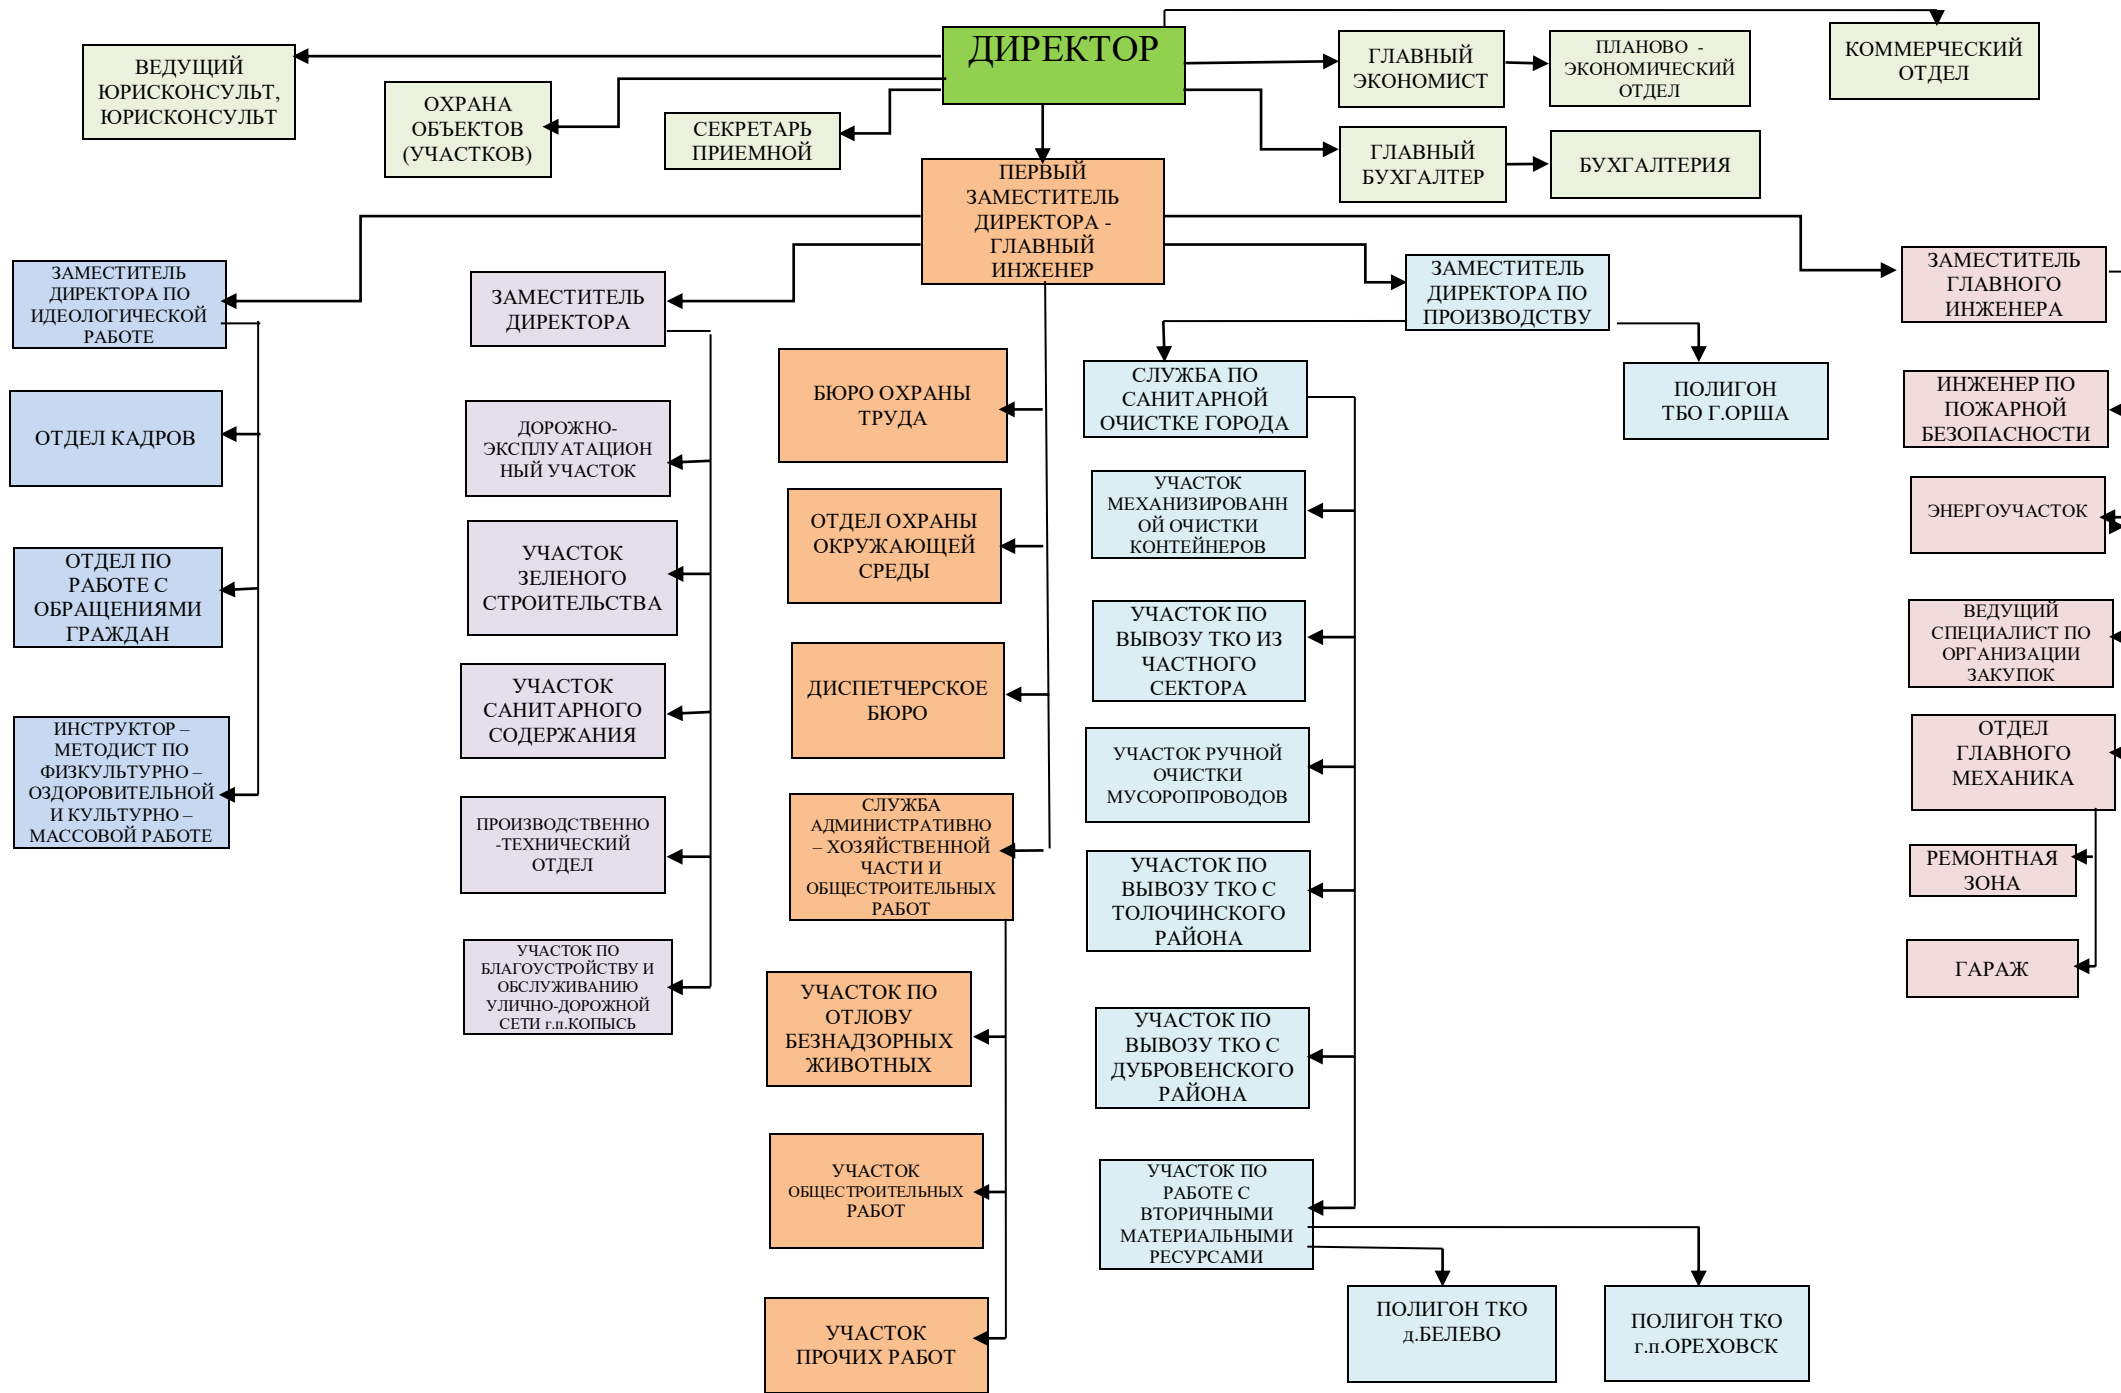 ДИРЕКТОР
ВЕДУЩИЙ
ЮРИСКОНСУЛЬТ,
ЮРИСКОНСУЛЬТ
ОХРАНА
ОБЪЕКТОВ
(УЧАСТКОВ)
СЕКРЕТАРЬ
ПРИЕМНОЙ
ГЛАВНЫЙ
ЭКОНОМИСТ
ПЛАНОВО -
ЭКОНОМИЧЕСКИЙ
ОТДЕЛ
КОММЕРЧЕСКИЙ
ОТДЕЛ
ГЛАВНЫЙ
БУХГАЛТЕР
БУХГАЛТЕРИЯ
ПЕРВЫЙ
ЗАМЕСТИТЕЛЬ
ДИРЕКТОРА -
ГЛАВНЫЙ
ИНЖЕНЕР
ЗАМЕСТИТЕЛЬ
ДИРЕКТОРА ПО
ИДЕОЛОГИЧЕСКОЙ
РАБОТЕ
ОТДЕЛ КАДРОВ
ОТДЕЛ ПО
РАБОТЕ С
ОБРАЩЕНИЯМИ
ГРАЖДАН
ИНСТРУКТОР –
МЕТОДИСТ ПО
ФИЗКУЛЬТУРНО –
ОЗДОРОВИТЕЛЬНОЙ
И КУЛЬТУРНО –
МАССОВОЙ РАБОТЕ
ЗАМЕСТИТЕЛЬ
ДИРЕКТОРА
ДОРОЖНО-
ЭКСПЛУАТАЦИОН
НЫЙ УЧАСТОК
УЧАСТОК
ЗЕЛЕНОГО
СТРОИТЕЛЬСТВА
УЧАСТОК
САНИТАРНОГО
СОДЕРЖАНИЯ
ПРОИЗВОДСТВЕННО
-ТЕХНИЧЕСКИЙ
ОТДЕЛ
УЧАСТОК ПО
БЛАГОУСТРОЙСТВУ И
ОБСЛУЖИВАНИЮ
УЛИЧНО-ДОРОЖНОЙ
СЕТИ г.п.КОПЫСЬ
БЮРО ОХРАНЫ
ТРУДА
ОТДЕЛ ОХРАНЫ
ОКРУЖАЮЩЕЙ
СРЕДЫ
ДИСПЕТЧЕРСКОЕ
БЮРО
СЛУЖБА
АДМИНИСТРАТИВНО
– ХОЗЯЙСТВЕННОЙ
ЧАСТИ И
ОБЩЕСТРОИТЕЛЬНЫХ
РАБОТ
УЧАСТОК ПО
ОТЛОВУ
БЕЗНАДЗОРНЫХ
ЖИВОТНЫХ
УЧАСТОК
ОБЩЕСТРОИТЕЛЬНЫХ
РАБОТ
УЧАСТОК
ПРОЧИХ РАБОТ
ЗАМЕСТИТЕЛЬ
ДИРЕКТОРА ПО
ПРОИЗВОДСТВУ
СЛУЖБА ПО
САНИТАРНОЙ
ОЧИСТКЕ ГОРОДА
ПОЛИГОН
ТБО Г.ОРША
УЧАСТОК
МЕХАНИЗИРОВАНН
ОЙ ОЧИСТКИ
КОНТЕЙНЕРОВ
УЧАСТОК ПО
ВЫВОЗУ ТКО ИЗ
ЧАСТНОГО
СЕКТОРА
УЧАСТОК РУЧНОЙ
ОЧИСТКИ
МУСОРОПРОВОДОВ
УЧАСТОК ПО
ВЫВОЗУ ТКО С
ТОЛОЧИНСКОГО
РАЙОНА
УЧАСТОК ПО
ВЫВОЗУ ТКО С
ДУБРОВЕНСКОГО
РАЙОНА
УЧАСТОК ПО
РАБОТЕ С
ВТОРИЧНЫМИ
МАТЕРИАЛЬНЫМИ
РЕСУРСАМИ
ПОЛИГОН ТКО
д.БЕЛЕВО
ПОЛИГОН ТКО
г.п.ОРЕХОВСК
ЗАМЕСТИТЕЛЬ
ГЛАВНОГО
ИНЖЕНЕРА
ИНЖЕНЕР ПО
ПОЖАРНОЙ
БЕЗОПАСНОСТИ
ЭНЕРГОУЧАСТОК
ВЕДУЩИЙ
СПЕЦИАЛИСТ ПО
ОРГАНИЗАЦИИ
ЗАКУПОК
ОТДЕЛ
ГЛАВНОГО
МЕХАНИКА
РЕМОНТНАЯ
ЗОНА
ГАРАЖ